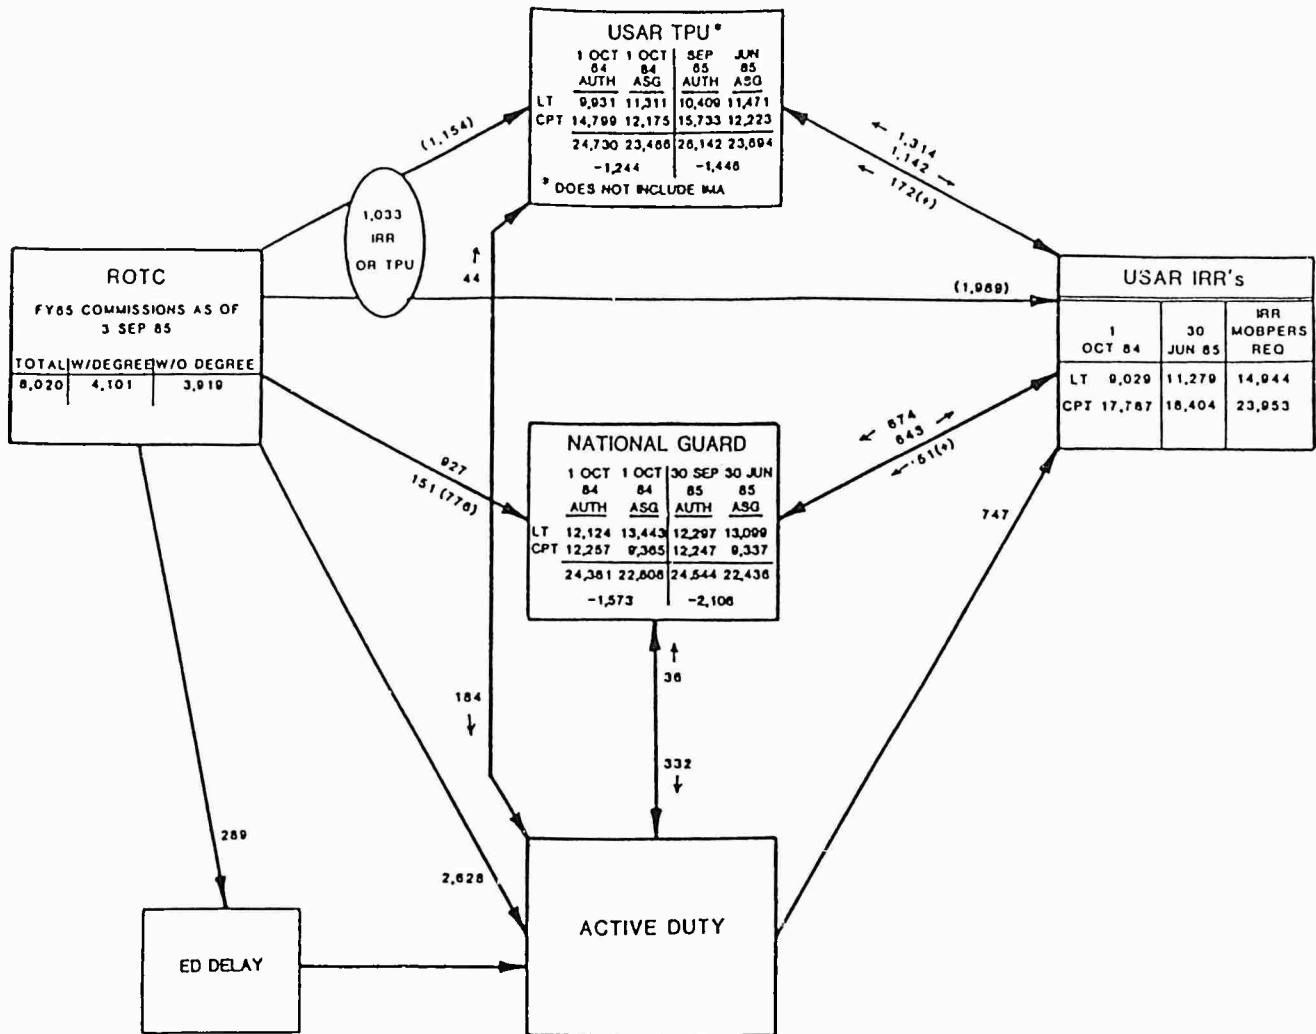 USAR TPU*
1 OCT 1 OCT SEP JUN
84 84 85 85
AUTH ASG AUTH ASG
LT 9,931 11,311 10,409 11,471
CPT 14,799 12,175 15,733 12,223
24,730 23,486 26,142 23,694
-1,244 -1,448
* DOES NOT INCLUDE IMA
(1,154)
1,033
IRR
OR TPU
← 1,314
1,142 →
← 172(+)
44
ROTC
FY85 COMMISSIONS AS OF
3 SEP 85
TOTAL W/DEGREE W/O DEGREE
8,020 4,101 3,919
(1,989)
USAR IRR's
1 OCT 84 30 JUN 85 IRR MOBPERS REQ
LT 9,029 11,279 14,944
CPT 17,787 18,404 23,953
927
151 (776)
NATIONAL GUARD
1 OCT 1 OCT 30 SEP 30 JUN
84 84 85 85
AUTH ASG AUTH ASG
LT 12,124 13,443 12,297 13,099
CPT 12,257 9,365 12,247 9,337
24,381 22,808 24,544 22,436
-1,573 -2,108
643 →
747
184
36
332
289
2,628
ED DELAY
ACTIVE DUTY